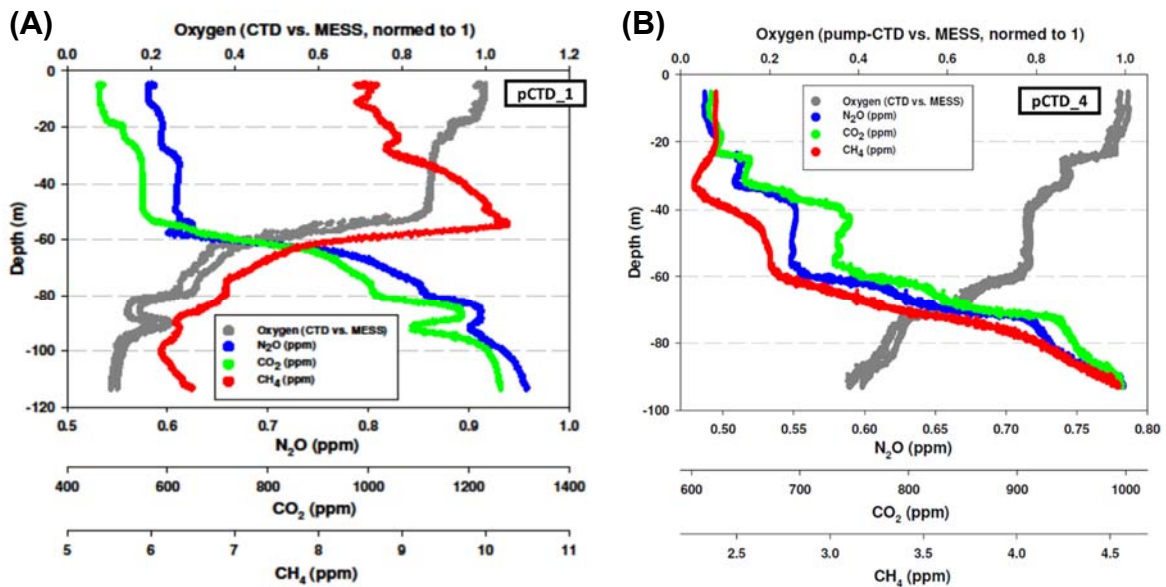 (A)
Oxygen (CTD vs. MESS, normed to 1)
0.0 0.2 0.4 0.6 0.8 1.0 1.2
pCTD_1
0
-20
-40
-60
-80
-100
-120
Depth (m)
Oxygen (CTD vs. MESS)
N2O (ppm)
CO2 (ppm)
CH4 (ppm)
0.5 0.6 0.7 0.8 0.9 1.0
N2O (ppm)
400 600 800 1000 1200 1400
CO2 (ppm)
5 6 7 8 9 10 11
CH4 (ppm)
(B)
Oxygen (pump-CTD vs. MESS, normed to 1)
0.0 0.2 0.4 0.6 0.8 1.0
pCTD_4
0
-20
-40
-60
-80
-100
Depth (m)
Oxygen (CTD vs. MESS)
N2O (ppm)
CO2 (ppm)
CH4 (ppm)
0.50 0.55 0.60 0.65 0.70 0.75 0.80
N2O (ppm)
600 700 800 900 1000
CO2 (ppm)
2.5 3.0 3.5 4.0 4.5
CH4 (ppm)